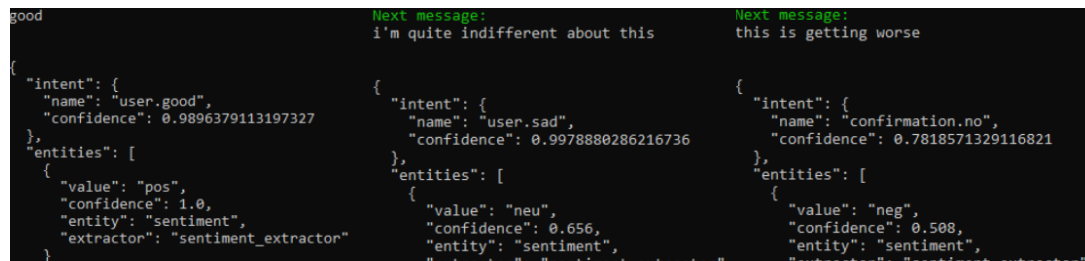 good
{
"intent": {
"name": "user.good",
"confidence": 0.9896379113197327
},
"entities": [
{
"value": "pos",
"confidence": 1.0,
"entity": "sentiment",
"extractor": "sentiment_extractor"
}
Next message:
i'm quite indifferent about this
{
"intent": {
"name": "user.sad",
"confidence": 0.9978880286216736
},
"entities": [
{
"value": "neu",
"confidence": 0.656,
"entity": "sentiment",
Next message:
this is getting worse
{
"intent": {
"name": "confirmation.no",
"confidence": 0.7818571329116821
},
"entities": [
{
"value": "neg",
"confidence": 0.508,
"entity": "sentiment",